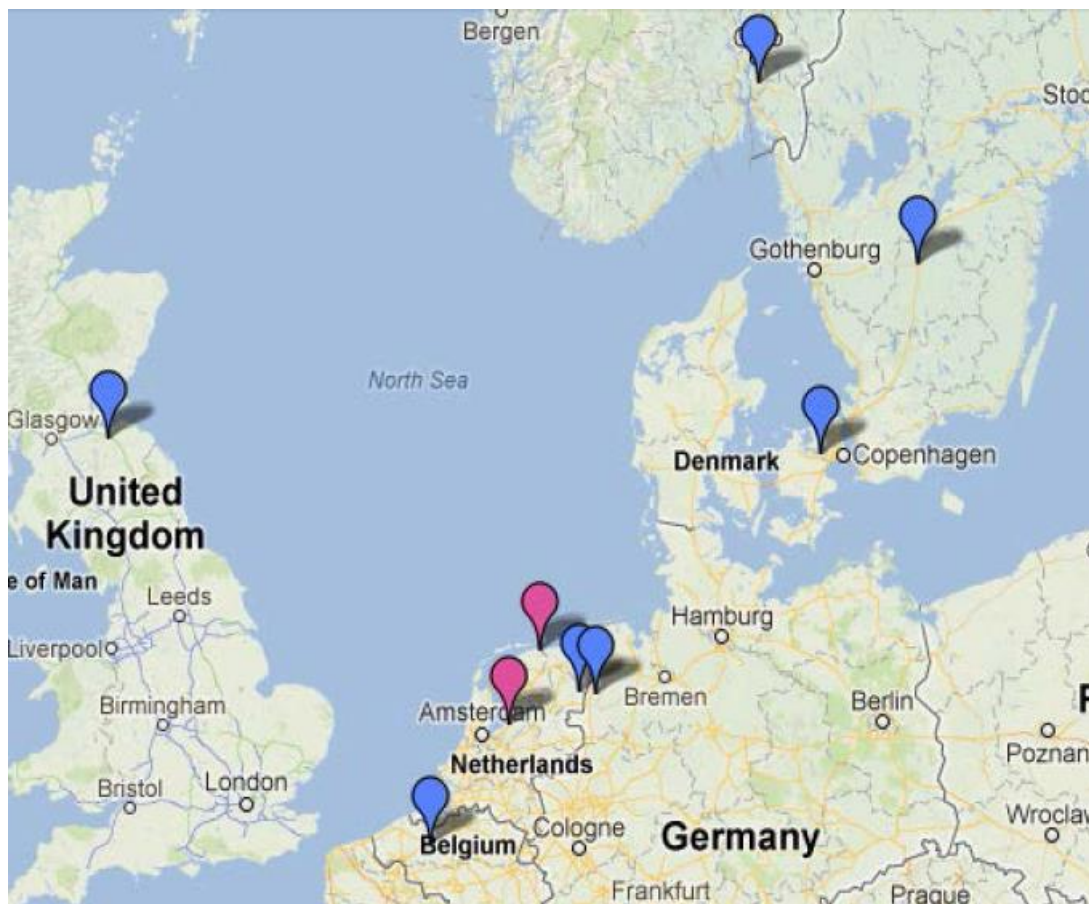 Bergen
Stoc
Gothenburg
North Sea
Glasgow
Denmark
Copenhagen
United
Kingdom
e of Man
Leeds
Hamburg
Liverpool
Bremen
Birmingham
Amsterdam
Berlin
Netherlands
Poznan
Bristol
London
Wrocław
Cologne
Belgium
Germany
Frankfurt
Prague
P